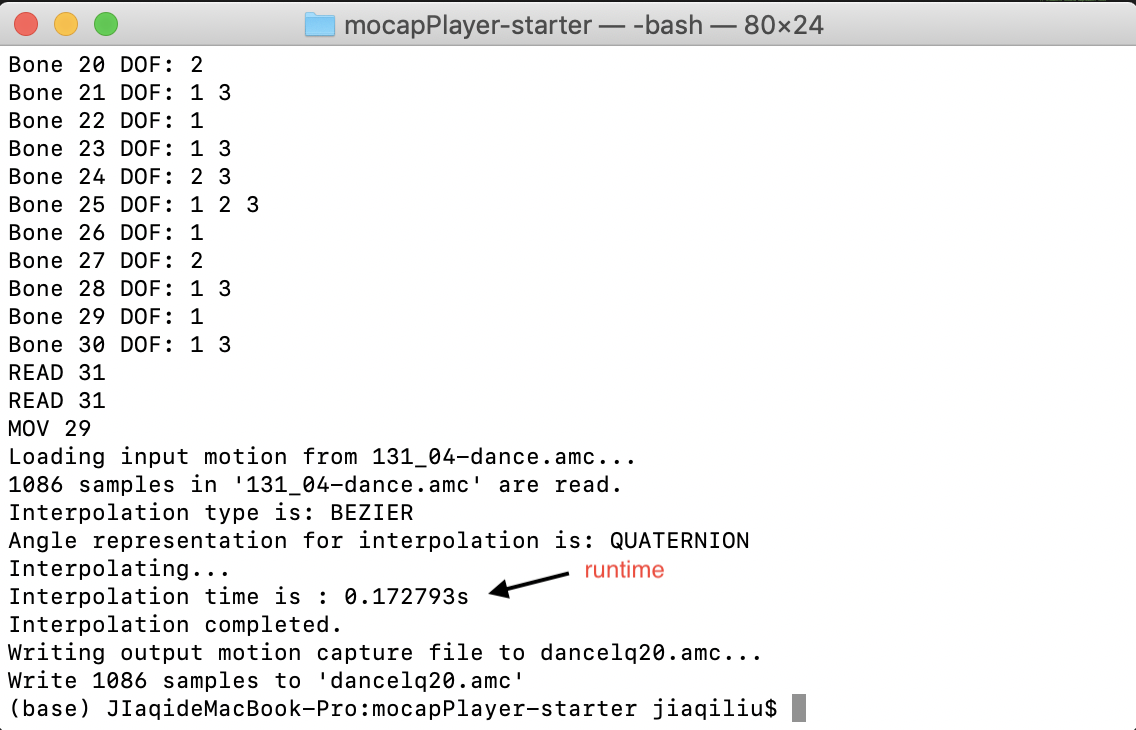 mocapPlayer-starter — -bash — 80×24
Bone 20 DOF: 2
Bone 21 DOF: 1 3
Bone 22 DOF: 1
Bone 23 DOF: 1 3
Bone 24 DOF: 2 3
Bone 25 DOF: 1 2 3
Bone 26 DOF: 1
Bone 27 DOF: 2
Bone 28 DOF: 1 3
Bone 29 DOF: 1
Bone 30 DOF: 1 3
READ 31
READ 31
MOV 29
Loading input motion from 131_04-dance.amc...
1086 samples in '131_04-dance.amc' are read.
Interpolation type is: BEZIER
Angle representation for interpolation is: QUATERNION
Interpolating...
runtime
Interpolation time is : 0.172793s
Interpolation completed.
Writing output motion capture file to dancelq20.amc...
Write 1086 samples to 'dancelq20.amc'
(base) JIaqideMacBook-Pro:mocapPlayer-starter jiaqiliu$